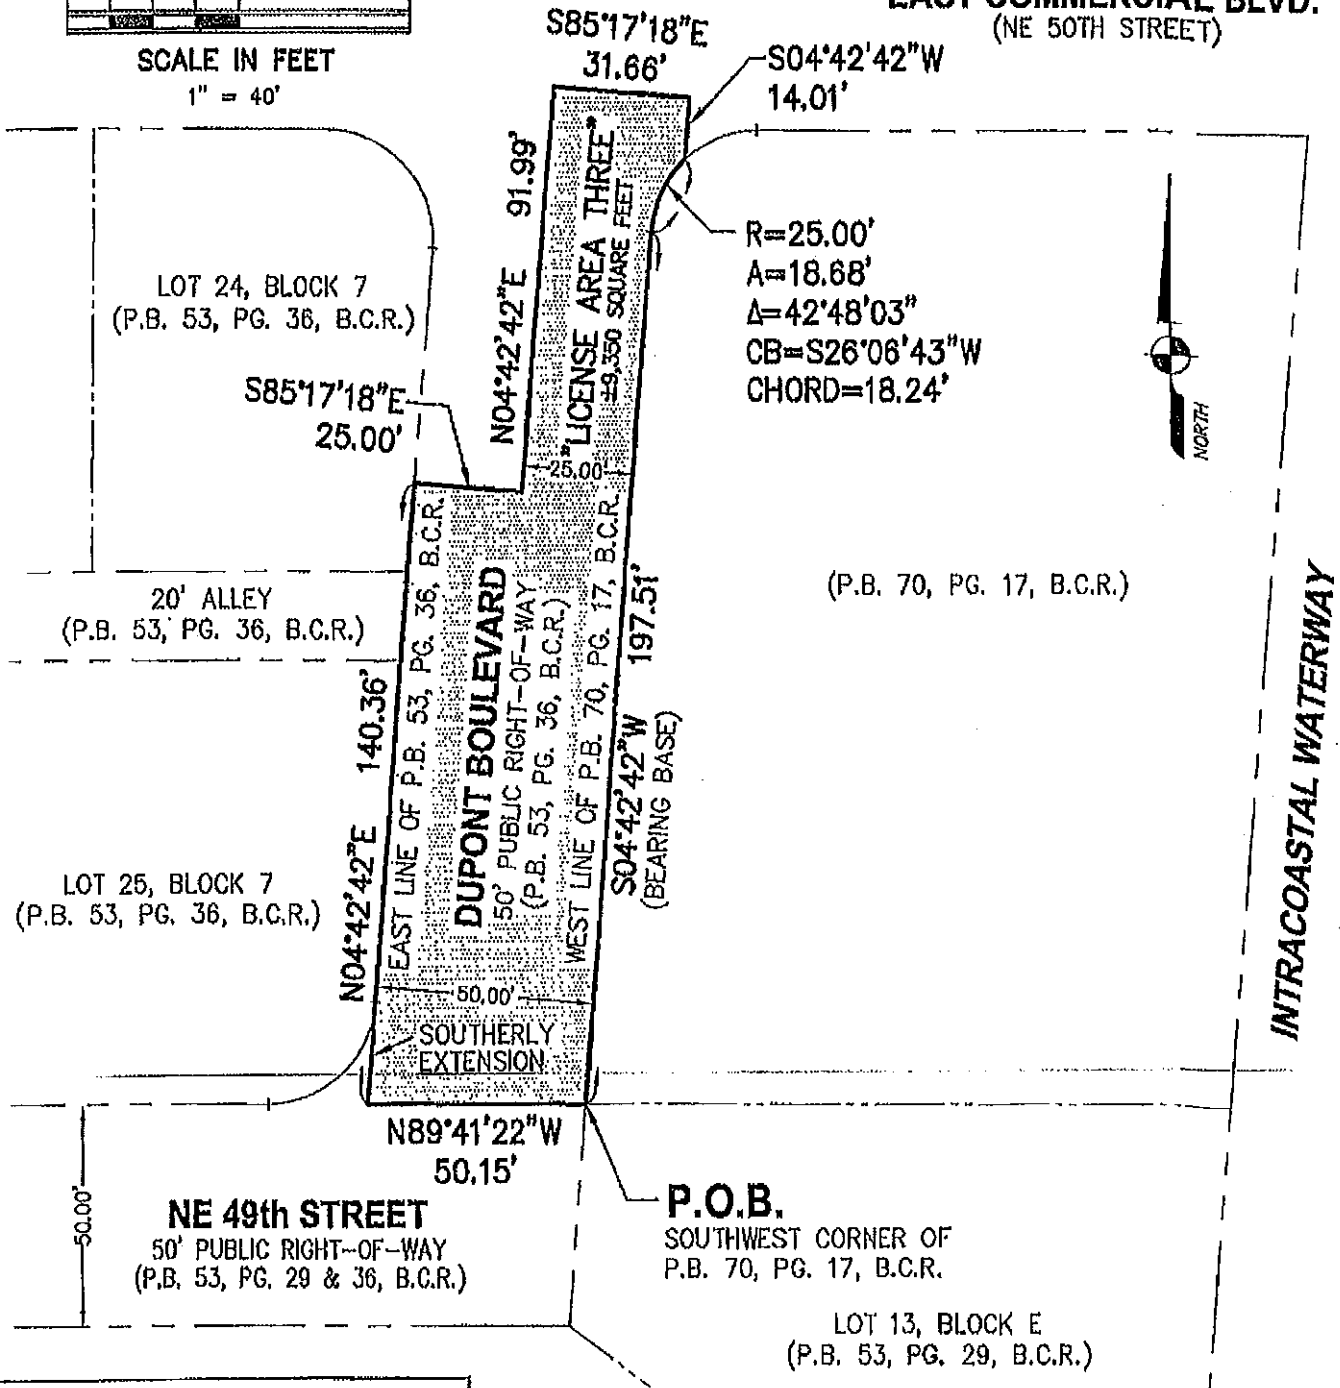 EAST COMMERCIAL BLVD.
(NE 50TH STREET)
SCALE IN FEET
1" = 40'
S85°17'18"E
31.66'
S04°42'42"W
14.01'
N04°42'42"E 91.99'
"LICENSE AREA THREE"
±9,350 SQUARE FEET
R=25.00'
A=18.68'
Δ=42°48'03"
CB=S26°06'43"W
CHORD=18.24'
NORTH
LOT 24, BLOCK 7
(P.B. 53, PG. 36, B.C.R.)
S85°17'18"E
25.00'
25.00'
20' ALLEY
(P.B. 53, PG. 36, B.C.R.)
(P.B. 70, PG. 17, B.C.R.)
N04°42'42"E 140.36'
EAST LINE OF P.B. 53, PG. 36, B.C.R.
DUPONT BOULEVARD
50' PUBLIC RIGHT-OF-WAY
(P.B. 53, PG. 36, B.C.R.)
WEST LINE OF P.B. 70, PG. 17, B.C.R.
S04°42'42"W 197.51'
(BEARING BASE)
INTRACOASTAL WATERWAY
LOT 25, BLOCK 7
(P.B. 53, PG. 36, B.C.R.)
50.00'
SOUTHERLY
EXTENSION
N89°41'22"W
50.15'
50.00'
NE 49th STREET
50' PUBLIC RIGHT-OF-WAY
(P.B. 53, PG. 29 & 36, B.C.R.)
P.O.B.
SOUTHWEST CORNER OF
P.B. 70, PG. 17, B.C.R.
LOT 13, BLOCK E
(P.B. 53, PG. 29, B.C.R.)